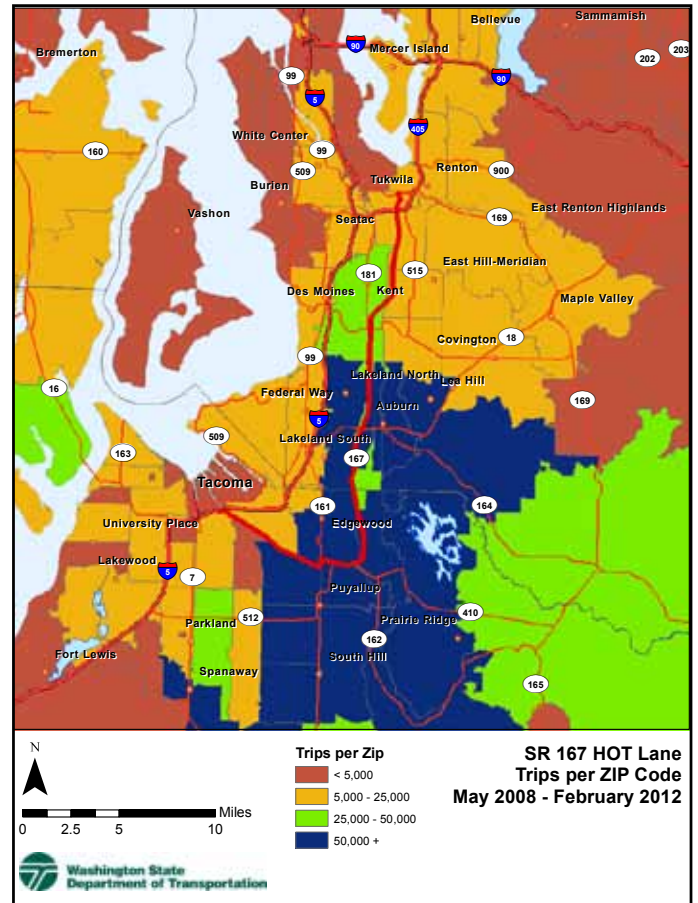 Bellevue
Sammamish
Bremerton
90
Mercer Island
202
203
99
5
90
White Center
99
405
160
509
Renton
900
Burien
Tukwila
Vashon
East Renton Highlands
Seatac
169
181
515
East Hill-Meridian
Des Moines
Kent
Maple Valley
Covington
18
99
16
Lakeland North
Lea Hill
Federal Way
169
Auburn
5
509
Lakeland South
163
167
Tacoma
161
164
University Place
Edgewood
Lakewood
5
7
Puyallup
Parkland
512
Prairie Ridge
410
162
Fort Lewis
South Hill
Spanaway
165
N
Miles
0 2.5 5 10
Trips per Zip
< 5,000
5,000 - 25,000
25,000 - 50,000
50,000 +
SR 167 HOT Lane
Trips per ZIP Code
May 2008 - February 2012
Washington State
Department of Transportation